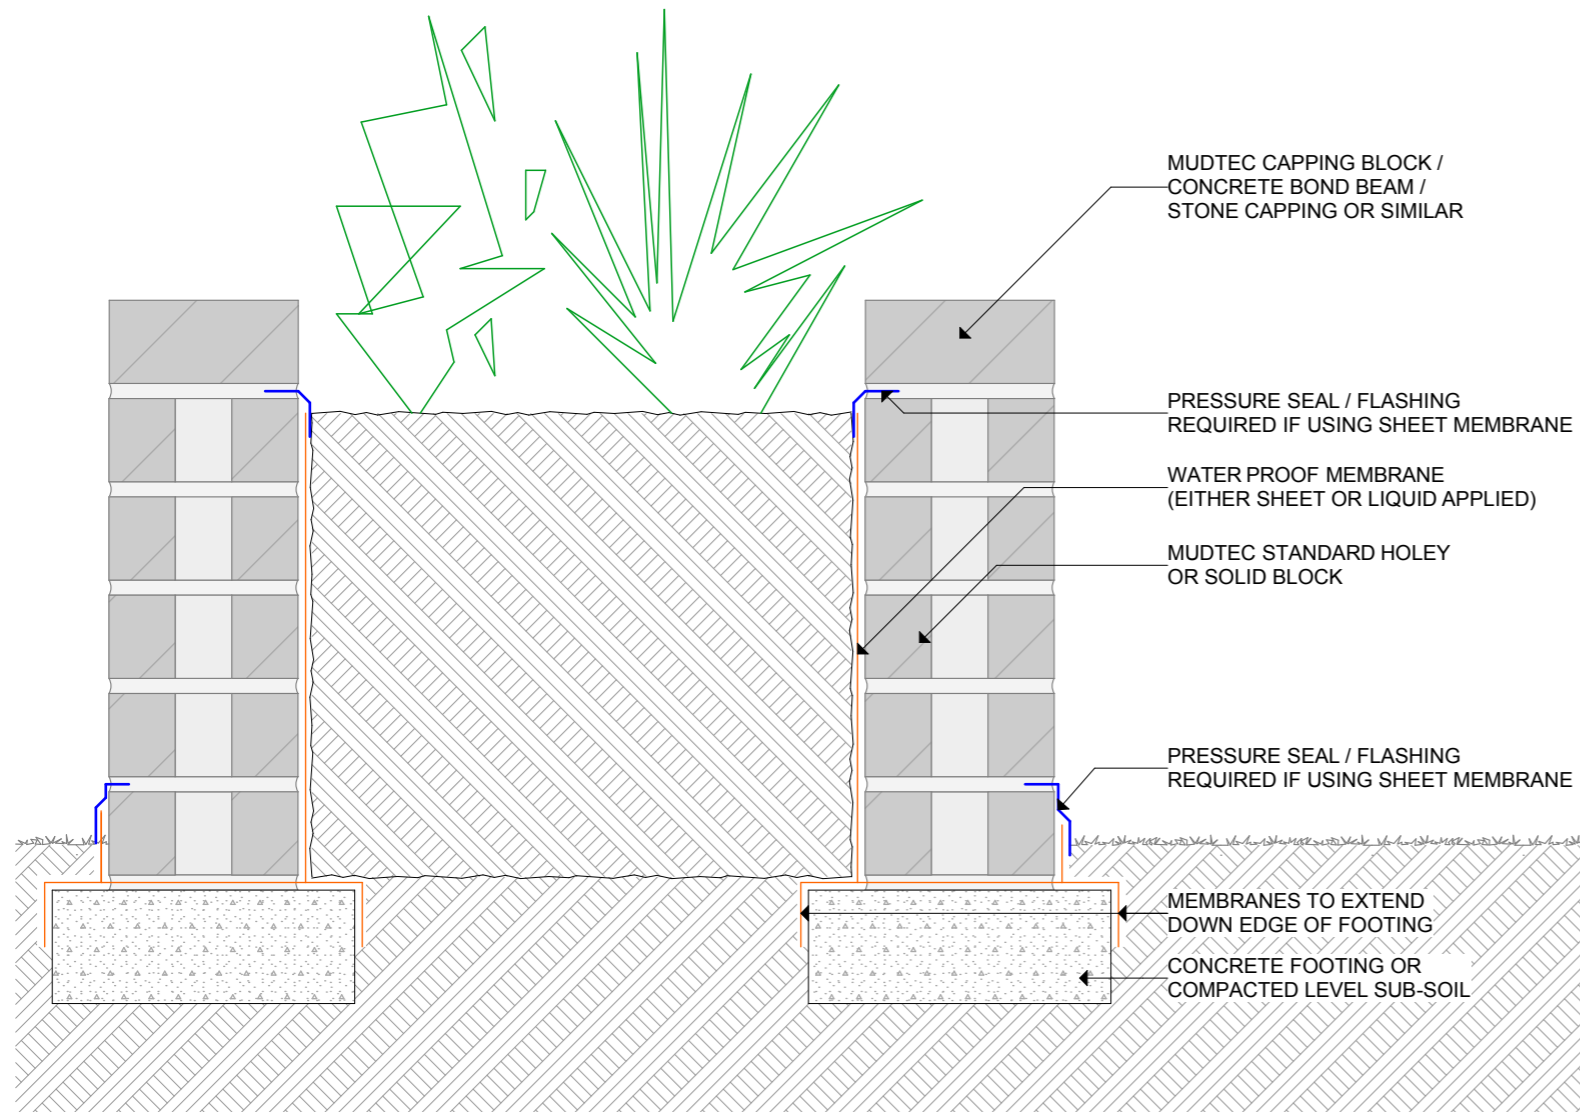 MUDTEC CAPPING BLOCK /
CONCRETE BOND BEAM /
STONE CAPPING OR SIMILAR
PRESSURE SEAL / FLASHING
REQUIRED IF USING SHEET MEMBRANE
WATER PROOF MEMBRANE
(EITHER SHEET OR LIQUID APPLIED)
MUDTEC STANDARD HOLEY
OR SOLID BLOCK
PRESSURE SEAL / FLASHING
REQUIRED IF USING SHEET MEMBRANE
MEMBRANES TO EXTEND
DOWN EDGE OF FOOTING
CONCRETE FOOTING OR
COMPACTED LEVEL SUB-SOIL